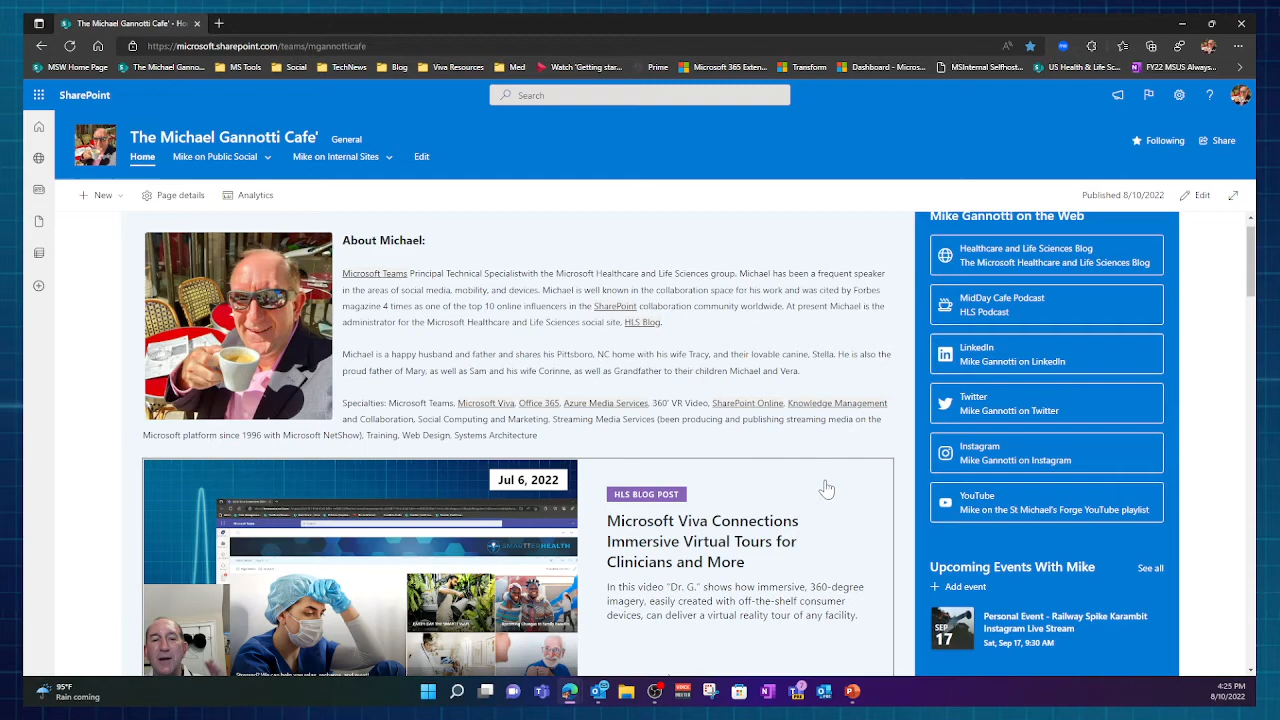 The Michael Gannotti Cafe' - Ho
https://microsoft.sharepoint.com/teams/mgannotticafe
MSW Home Page
The Michael Ganno...
MS Tools
Social
TechNews
Blog
Viva Resources
Med
Watch 'Getting star...
Prime
Microsoft 365 Exten...
Transform
Dashboard - Micros...
MSInternal Selfhost...
US Health & Life Sc...
FY22 MSUS Always...
SharePoint
Search
The Michael Gannotti Cafe'
General
Following
Share
Home
Mike on Public Social
Mike on Internal Sites
Edit
New
Page details
Analytics
Published 8/10/2022
Edit
About Michael:
Microsoft Teams Principal Technical Specialistwith the Microsoft Healthcare and Life Sciences group. Michael has been a frequent speaker
in the areas of social media, mobility, and devices. Michael is well known in the collaboration space for his work and was cited by Forbes
magazine 4 times as one of the top 10 online influences in the SharePoint collaboration community worldwide. At present Michael is the
administrator for the Microsoft Healthcare and Life Sciences social site, HLS Blog.
Michael is a happy husband and father and shares his Pittsboro, NC home with his wife Tracy, and their lovable canine, Stella. He is also the
proud father of Mary, as well as Sam and his wife Corinne, as well as Grandfather to their children Michael and Vera.
Specialties: Microsoft Teams, Microsoft Viva, Office 365, Azure Media Services, 360' VR Video, SharePoint Online, Knowledge Management
and Collaboration, Social Computing and Marketing, Streaming Media Services (been producing and publishing streaming media on the
Microsoft platform since 1996 with Microsoft NetShow), Training, Web Design, Systems Architecture
Jul 6, 2022
SMARTTERHEALTH
HLS BLOG POST
Microsoft Viva Connections
Immersive Virtual Tours for
Clinicians and More
In this video "Dr. G." shows how immersive, 360-degree
imagery, easily created with off-the-shelf consumer
devices, can deliver a virtual reality tour of any facility.
Mike Gannotti on the Web
Healthcare and Life Sciences Blog
The Microsoft Healthcare and Life Sciences Blog
MidDay Cafe Podcast
HLS Podcast
LinkedIn
Mike Gannotti on LinkedIn
Twitter
Mike Gannotti on Twitter
Instagram
Mike Gannotti on Instagram
YouTube
Mike on the St Michael's Forge YouTube playlist
Upcoming Events With Mike
See all
Add event
SEP
17
Personal Event - Railway Spike Karambit
Instagram Live Stream
Sat, Sep 17, 9:30 AM
95°F
Rain coming
4:25 PM
8/10/2022